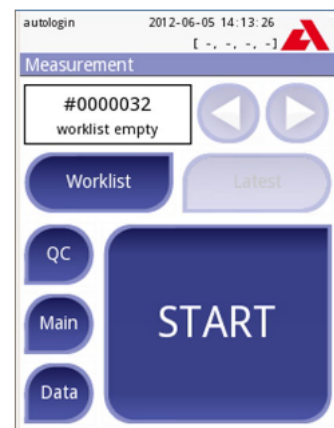 autologin 2012-06-05 14:13:26
[ -, -, -, -]
Measurement
#0000032
worklist empty
Worklist Latest
QC
Main
START
Data